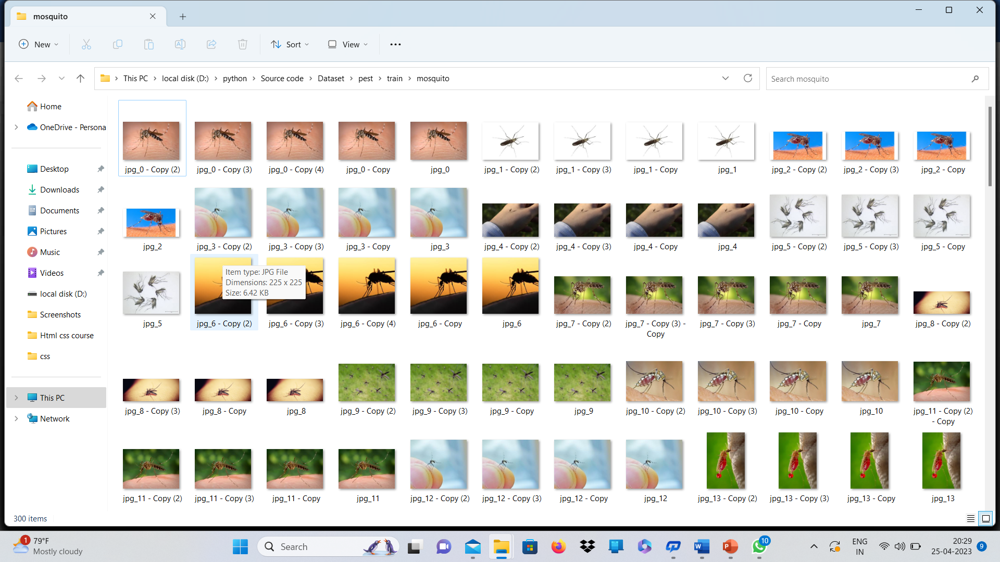 mosquito
New
Sort
View
This PC
local disk (D:)
python
Source code
Dataset
pest
train
mosquito
Search mosquito
Home
OneDrive - Persona
Desktop
Downloads
Documents
Pictures
Music
Videos
local disk (D:)
Screenshots
Html css course
css
This PC
Network
jpg_0 - Copy (2)
jpg_0 - Copy (3)
jpg_0 - Copy (4)
jpg_0 - Copy
jpg_0
jpg_1 - Copy (2)
jpg_1 - Copy (3)
jpg_1 - Copy
jpg_1
jpg_2 - Copy (2)
jpg_2 - Copy (3)
jpg_2 - Copy
jpg_2
jpg_3 - Copy (2)
jpg_3 - Copy (3)
jpg_3 - Copy
jpg_3
jpg_4 - Copy (2)
jpg_4 - Copy (3)
jpg_4 - Copy
jpg_4
jpg_5 - Copy (2)
jpg_5 - Copy (3)
jpg_5 - Copy
Item type: JPG File
Dimensions: 225 x 225
Size: 6.42 KB
jpg_5
jpg_6 - Copy (2)
jpg_6 - Copy (3)
jpg_6 - Copy (4)
jpg_6 - Copy
jpg_6
jpg_7 - Copy (2)
jpg_7 - Copy (3) -
Copy
jpg_7 - Copy (3)
jpg_7 - Copy
jpg_7
jpg_8 - Copy (2)
jpg_8 - Copy (3)
jpg_8 - Copy
jpg_8
jpg_9 - Copy (2)
jpg_9 - Copy (3)
jpg_9 - Copy
jpg_9
jpg_10 - Copy (2)
jpg_10 - Copy (3)
jpg_10 - Copy
jpg_10
jpg_11 - Copy (2)
- Copy
jpg_11 - Copy (2)
jpg_11 - Copy (3)
jpg_11 - Copy
jpg_11
jpg_12 - Copy (2)
jpg_12 - Copy (3)
jpg_12 - Copy
jpg_12
jpg_13 - Copy (2)
jpg_13 - Copy (3)
jpg_13 - Copy
jpg_13
300 items
1
79°F
Mostly cloudy
Search
W
P
10
ENG
IN
20:29
25-04-2023
9